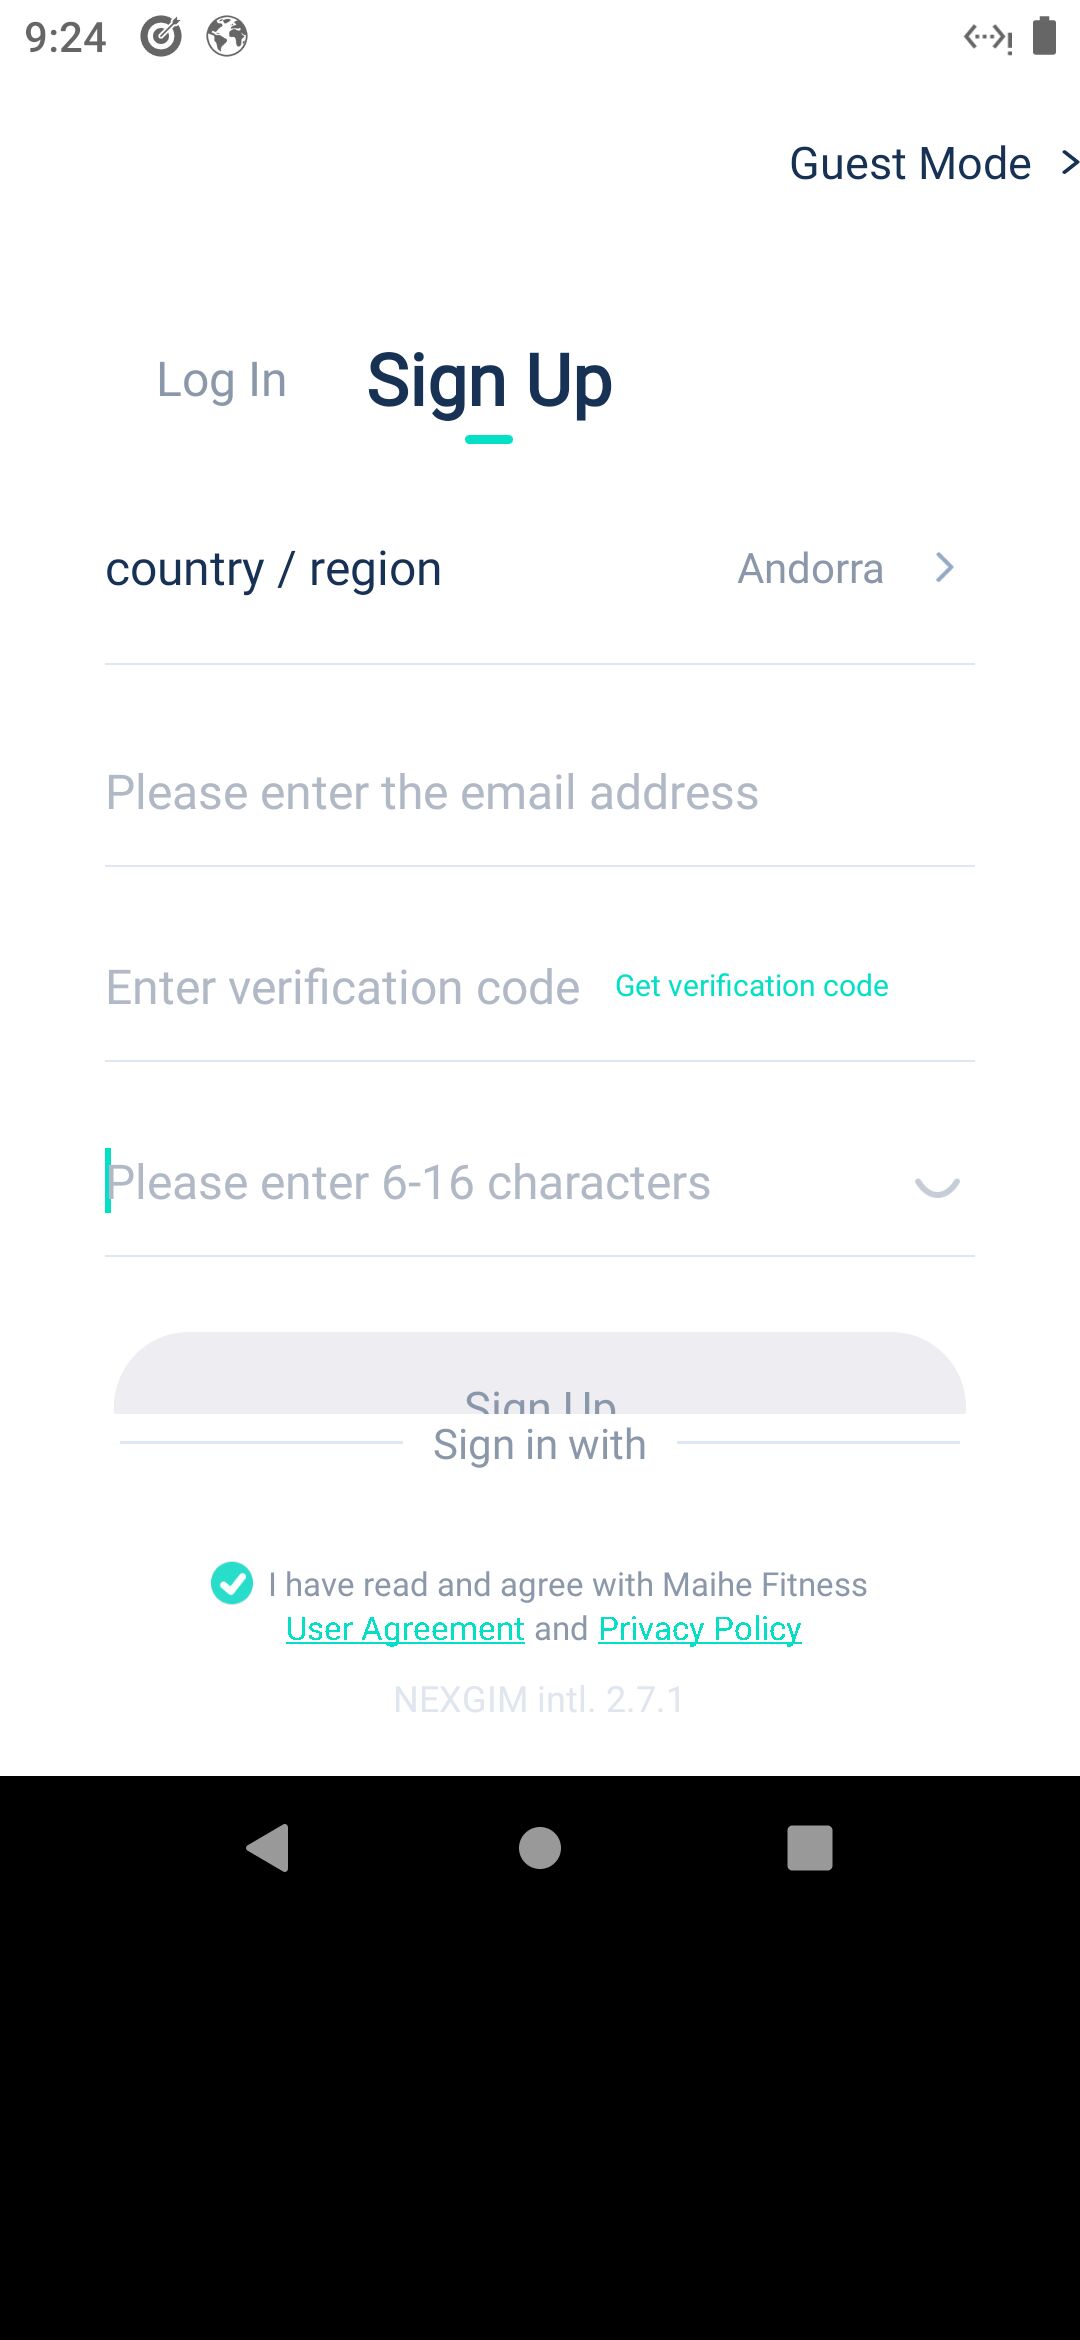 9:24
Guest Mode
Log In
Sign Up
country / region
Andorra
Please enter the email address
Enter verification code
Get verification code
Please enter 6-16 characters
Sign Up
Sign in with
I have read and agree with Maihe Fitness
User Agreement and Privacy Policy
NEXGIM intl. 2.7.1